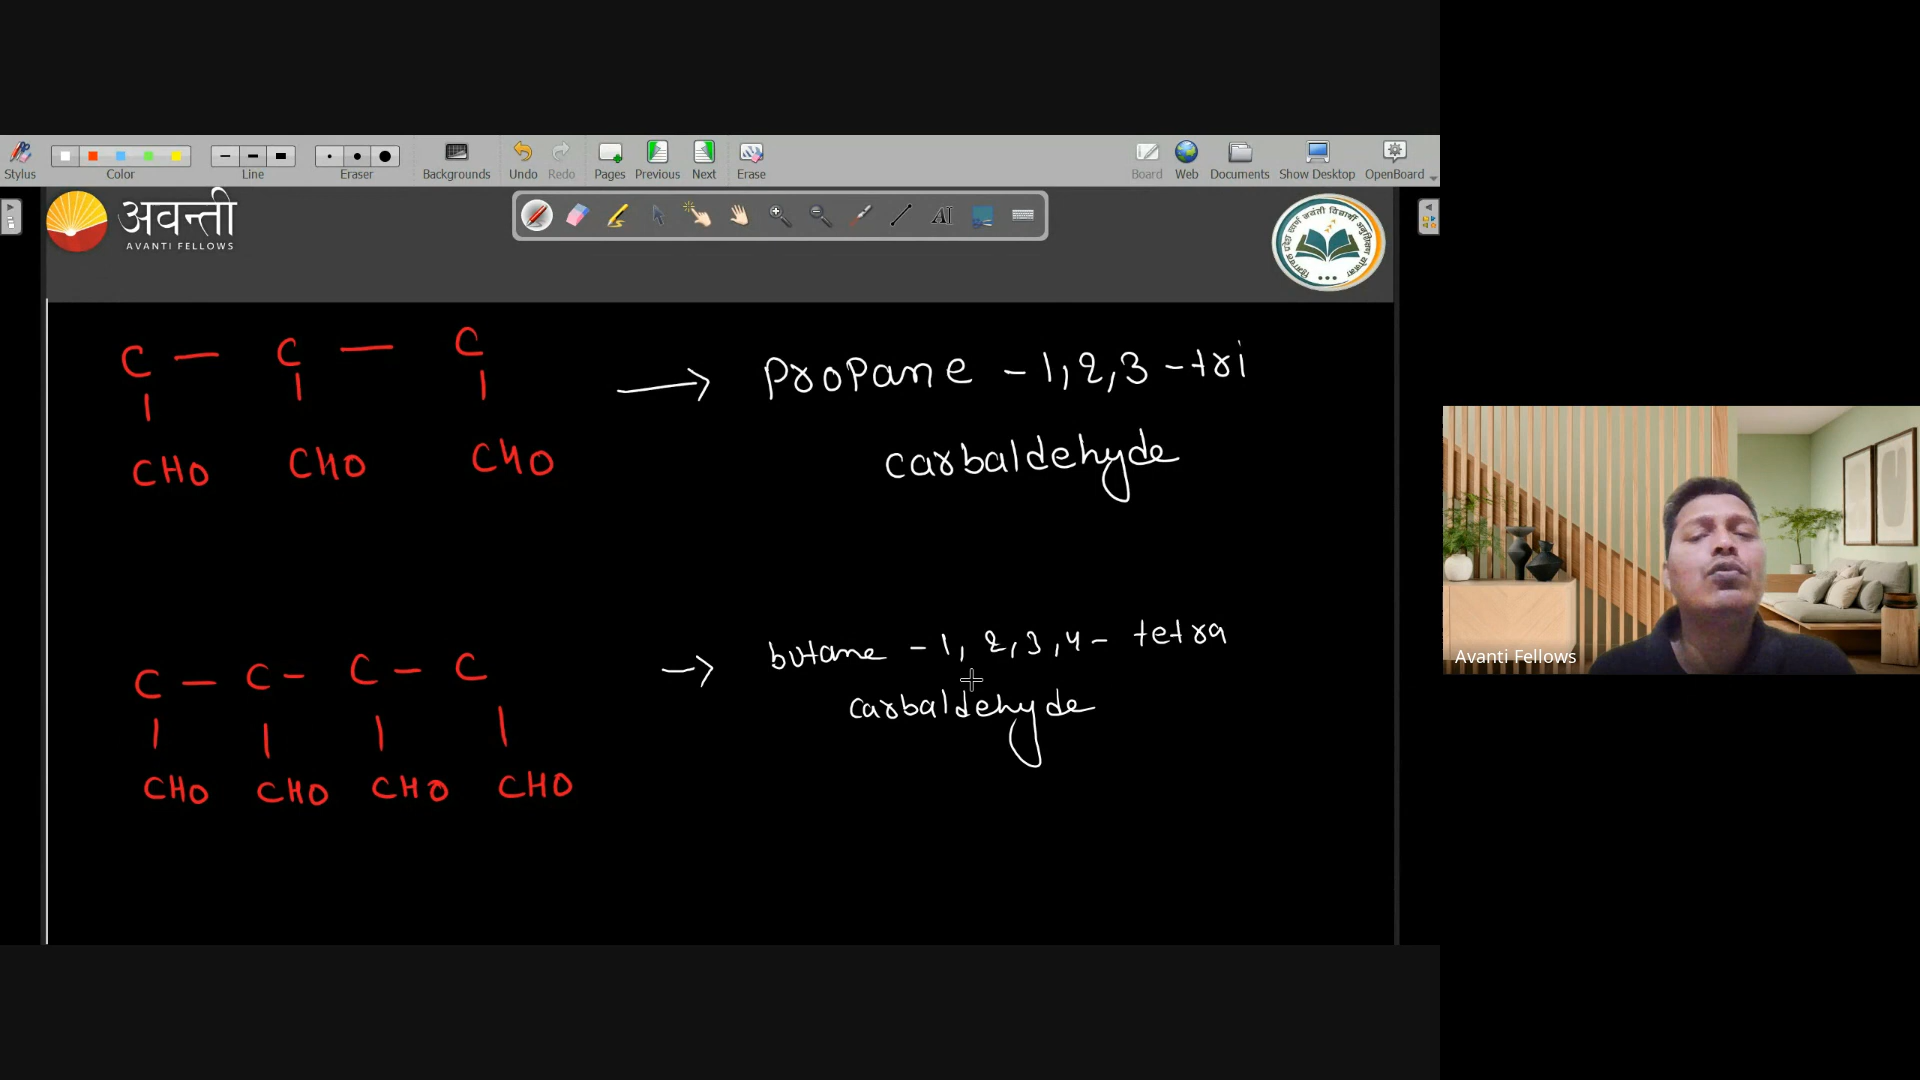 Stylus Color Line Eraser Backgrounds Undo Redo Pages Previous Next Erase Board Web Documents Show Desktop OpenBoard
अवन्ती
AVANTI FELLOWS
C — C — C
CHO CHO CHO
→ Propane - 1,2,3 - tri
carbaldehyde
C — C - C - C
CHO CHO CHO CHO
→ butane - 1, 2, 3, 4 - tetra
carbaldehyde
Avanti Fellows